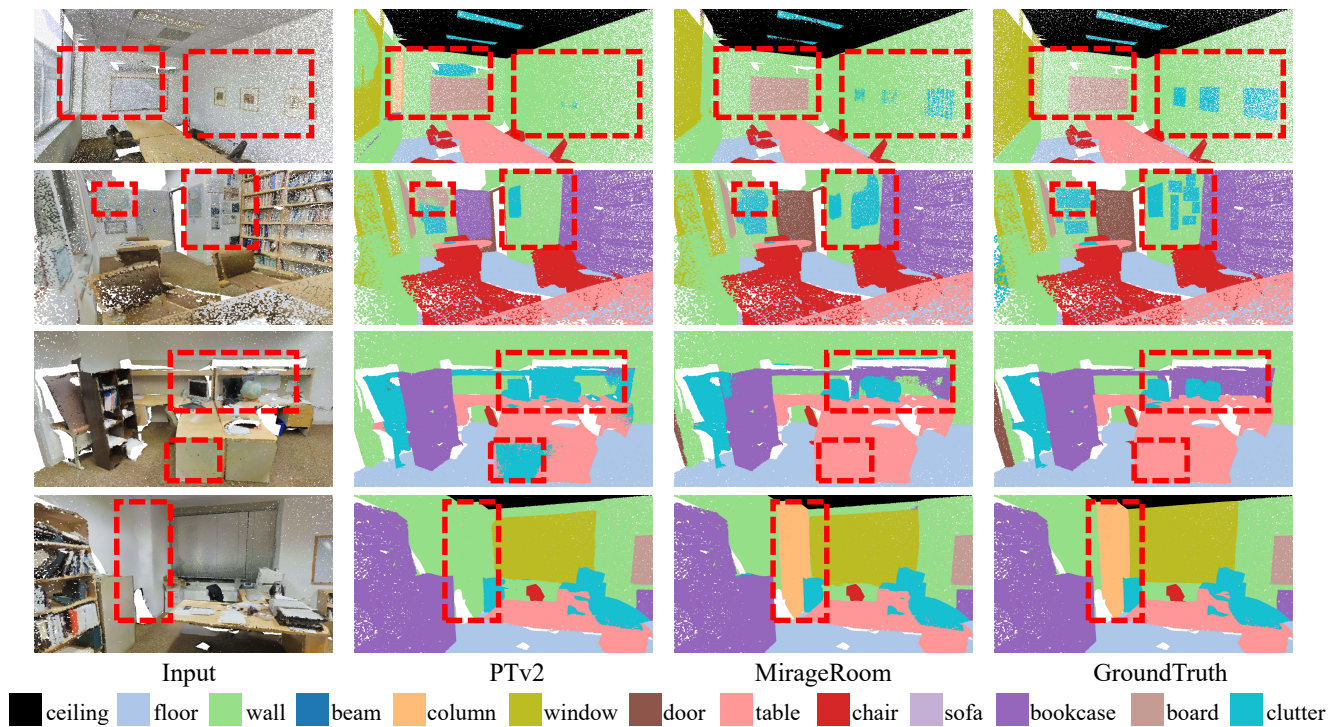 Input PTv2 MirageRoom GroundTruth
ceiling floor wall beam column window door table chair sofa bookcase board clutter